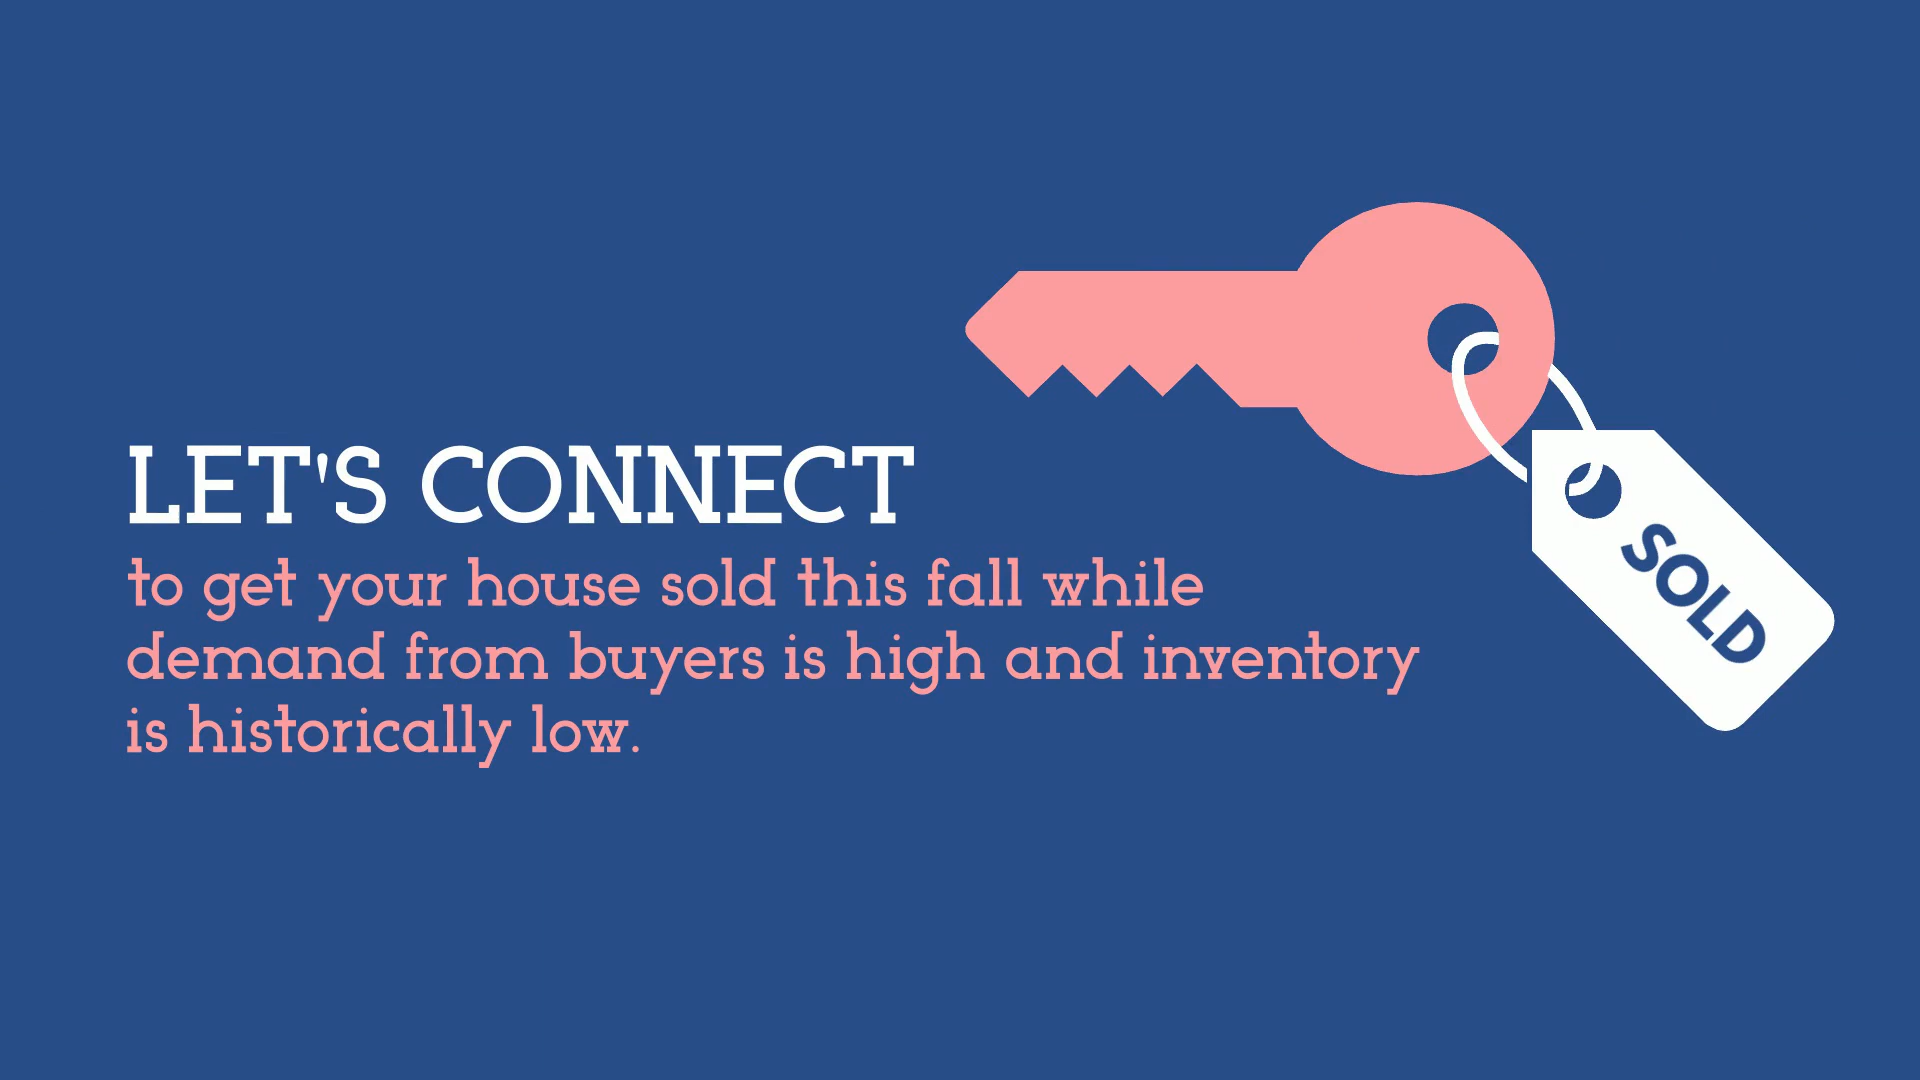 LET'S CONNECT
to get your house sold this fall while
demand from buyers is high and inventory
is historically low.
SOLD